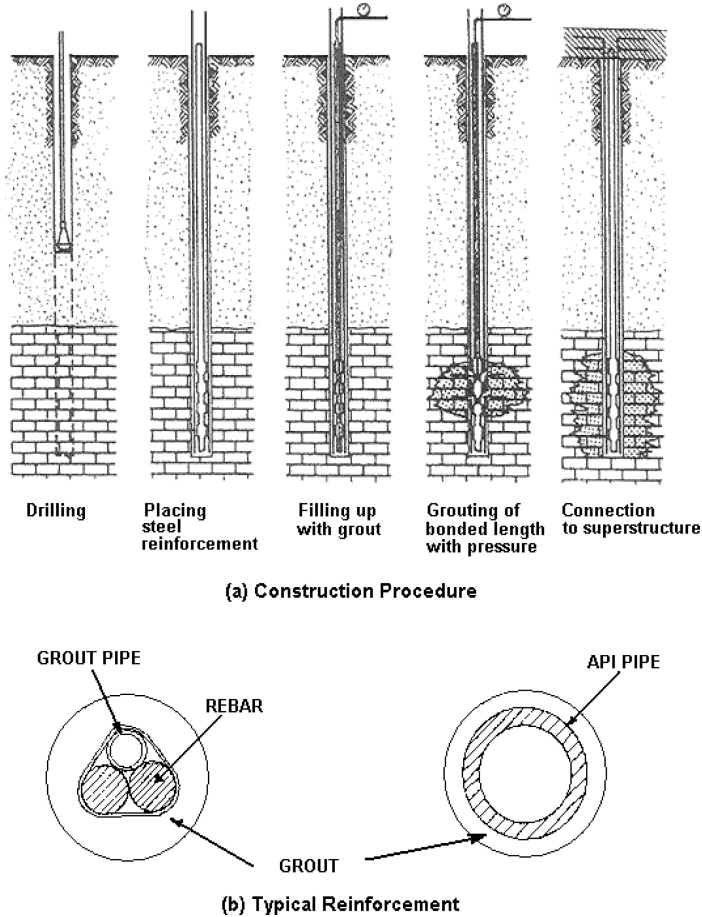 Drilling
Placing
steel
reinforcement
Filling up
with grout
Grouting of
bonded length
with pressure
Connection
to superstructure
(a) Construction Procedure
GROUT PIPE
REBAR
API PIPE
GROUT
(b) Typical Reinforcement